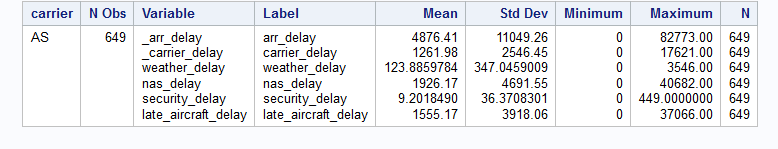 carrier N Obs Variable Label Mean Std Dev Minimum Maximum N
AS 649 _arr_delay arr_delay 4876.41 11049.26 0 82773.00 649
_carrier_delay carrier_delay 1261.98 2546.45 0 17621.00 649
weather_delay weather_delay 123.8859784 347.0459009 0 3546.00 649
nas_delay nas_delay 1926.17 4691.55 0 40682.00 649
security_delay security_delay 9.2018490 36.3708301 0 449.0000000 649
late_aircraft_delay late_aircraft_delay 1555.17 3918.06 0 37066.00 649